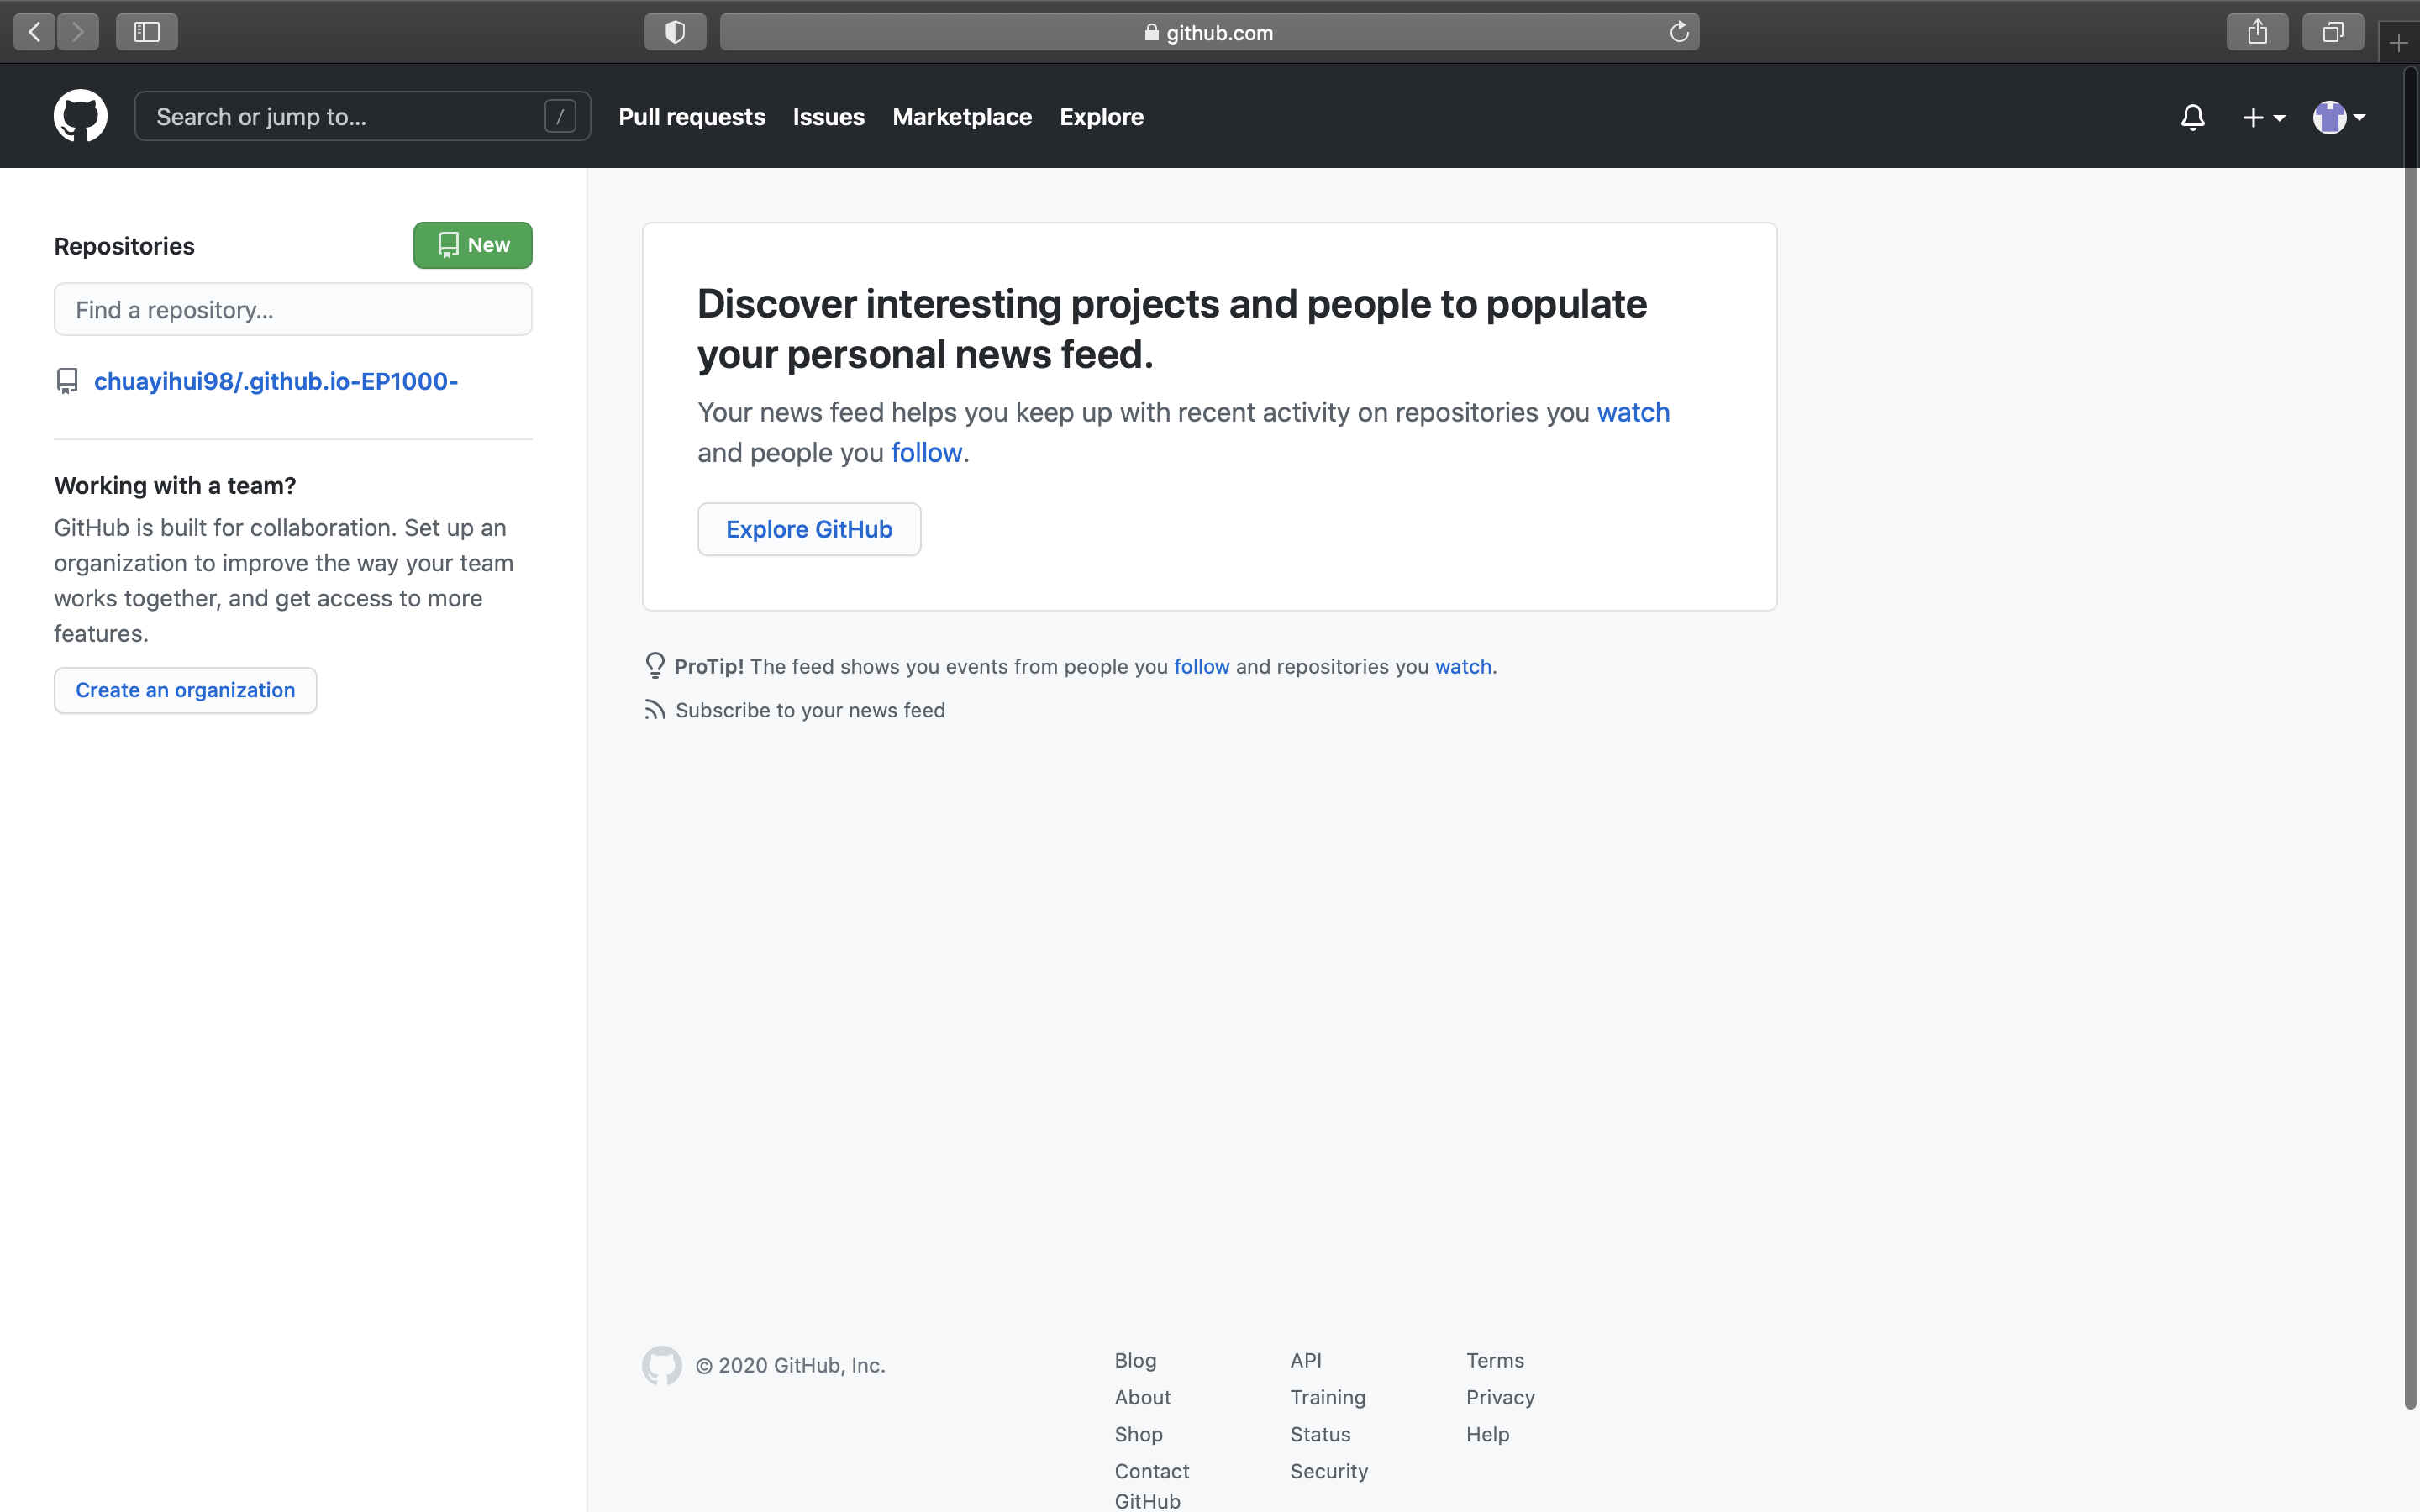 github.com
Search or jump to... /
Pull requests Issues Marketplace Explore
Repositories
New
Find a repository...
chuayihui98/.github.io-EP1000-
Working with a team?
GitHub is built for collaboration. Set up an
organization to improve the way your team
works together, and get access to more
features.
Create an organization
Discover interesting projects and people to populate
your personal news feed.
Your news feed helps you keep up with recent activity on repositories you watch
and people you follow.
Explore GitHub
ProTip! The feed shows you events from people you follow and repositories you watch.
Subscribe to your news feed
© 2020 GitHub, Inc.
Blog
About
Shop
Contact
GitHub
API
Training
Status
Security
Terms
Privacy
Help